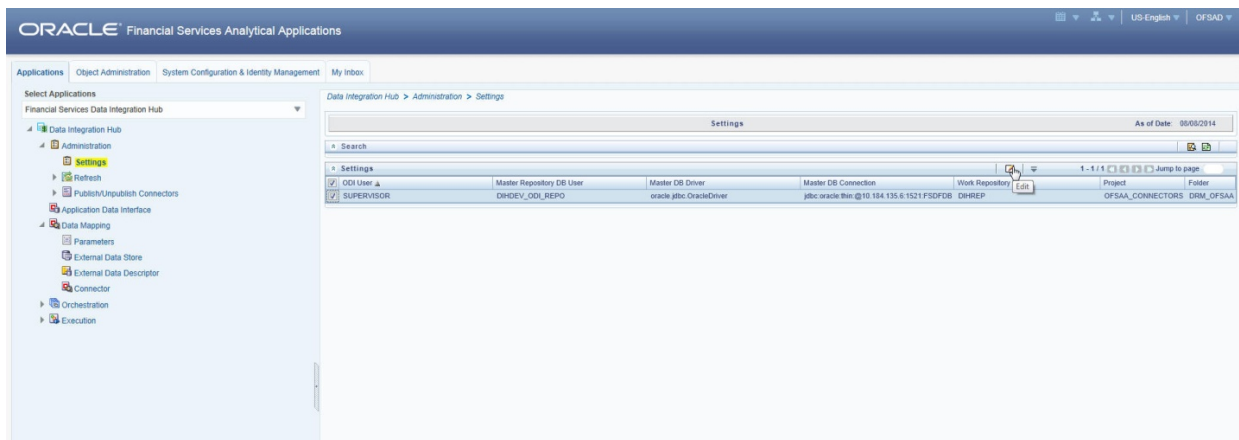 ORACLE® Financial Services Analytical Applications
US-English OFSAD
Applications Object Administration System Configuration & Identity Management My Inbox
Select Applications
Financial Services Data Integration Hub
Data Integration Hub
Administration
Settings
Refresh
Publish/Unpublish Connectors
Application Data Interface
Data Mapping
Parameters
External Data Store
External Data Descriptor
Connector
Orchestration
Execution
Data Integration Hub > Administration > Settings
Settings As of Date: 08/08/2014
Search
Settings 1 - 1 / 1 Jump to page
ODI User Master Repository DB User Master DB Driver Master DB Connection Work Repository Project Folder
Edit
SUPERVISOR DIHDEV_ODI_REPO oracle.jdbc.OracleDriver jdbc:oracle:thin:@10.184.135.6:1521:FSDFDB DIHREP OFSAA_CONNECTORS DRM_OFSAA